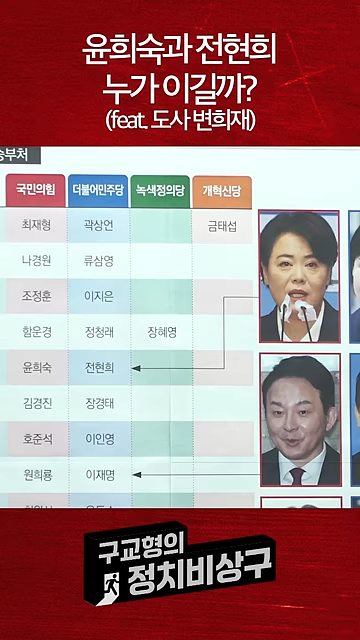 윤희숙과 전현희
누가 이길까?
(feat. 도사 변희재)
승부처
국민의힘 더불어민주당 녹색정의당 개혁신당
최재형 곽상언 금태섭
나경원 류삼영
조정훈 이지은
함운경 정청래 장혜영
윤희숙 전현희
김경진 장경태
호준석 이인영
원희룡 이재명
구교형의
정치비상구